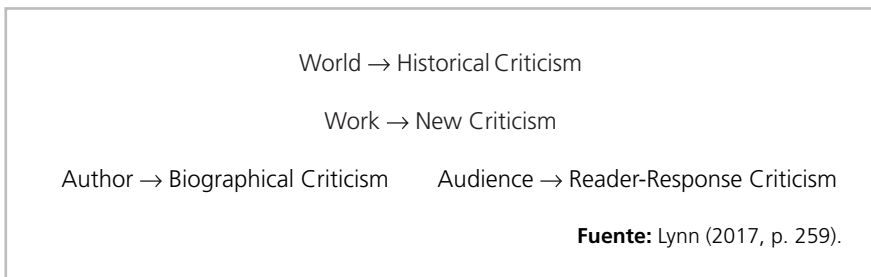 World → Historical Criticism
Work → New Criticism
Author → Biographical Criticism Audience → Reader-Response Criticism
Fuente: Lynn (2017, p. 259).